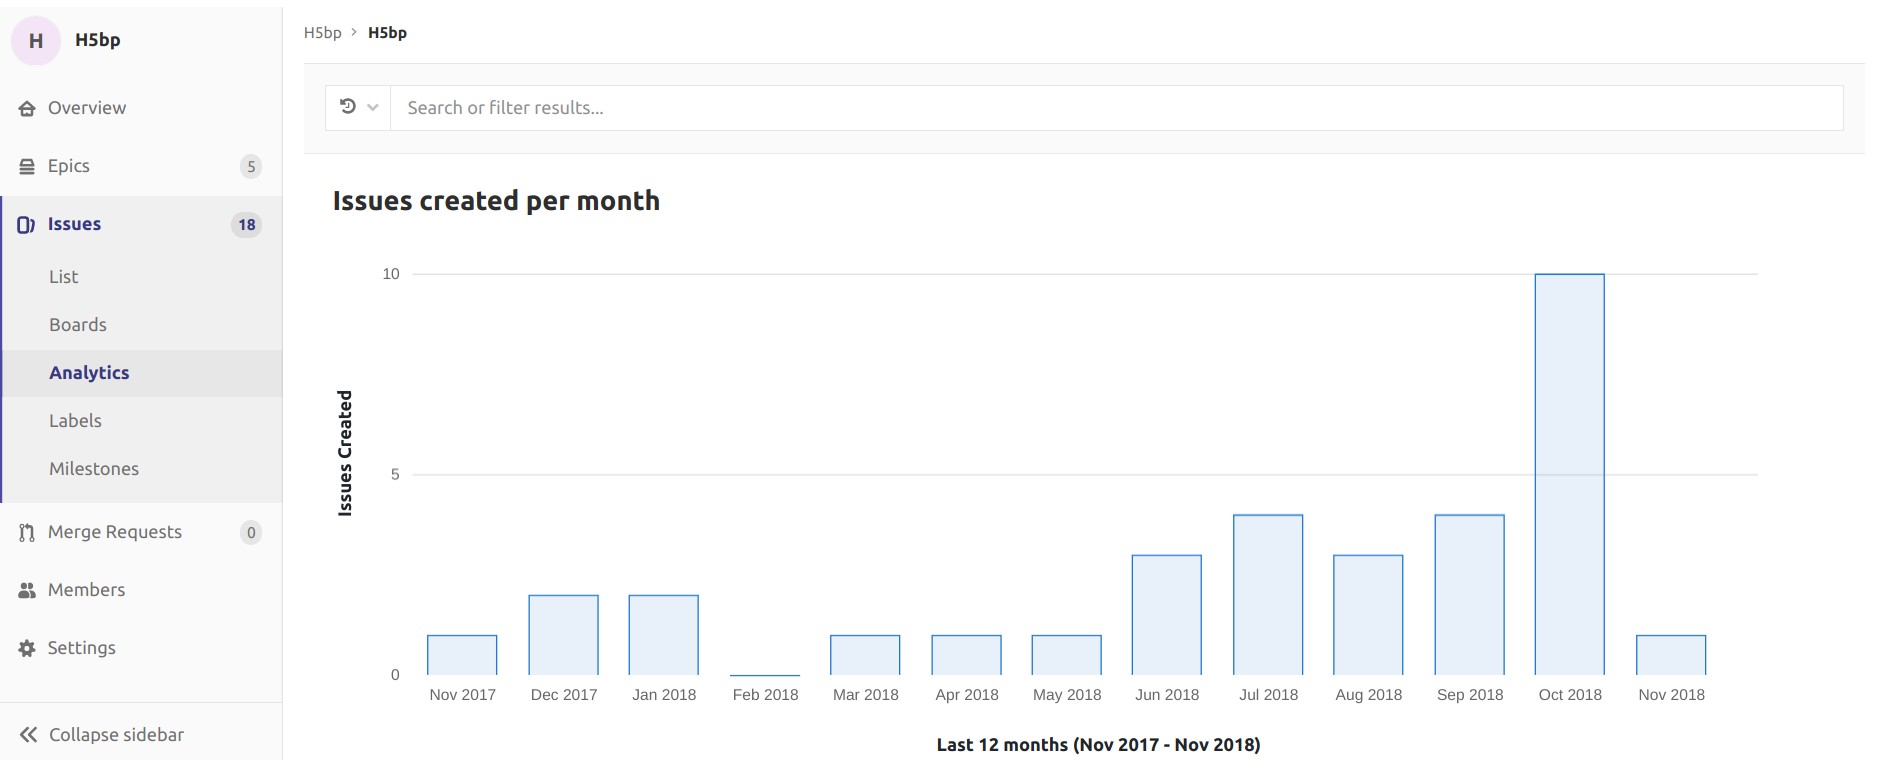 H
H5bp
Overview
Epics 5
Issues 18
List
Boards
Analytics
Labels
Milestones
Merge Requests 0
Members
Settings
Collapse sidebar
H5bp > H5bp
Search or filter results...
Issues created per month
Issues Created
10
5
0
Nov 2017 Dec 2017 Jan 2018 Feb 2018 Mar 2018 Apr 2018 May 2018 Jun 2018 Jul 2018 Aug 2018 Sep 2018 Oct 2018 Nov 2018
Last 12 months (Nov 2017 - Nov 2018)